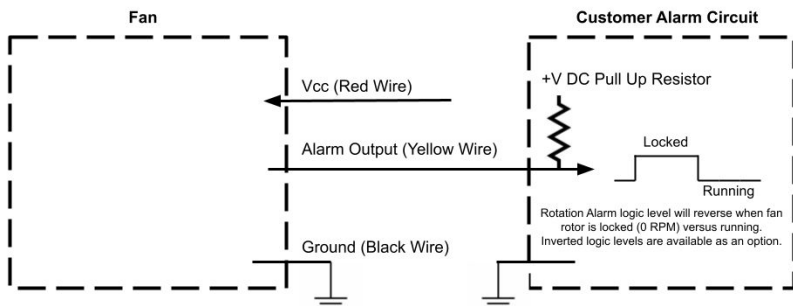 Fan
Customer Alarm Circuit
Vcc (Red Wire)
+V DC Pull Up Resistor
Alarm Output (Yellow Wire)
Locked
Running
Rotation Alarm logic level will reverse when fan
rotor is locked (0 RPM) versus running.
Inverted logic levels are available as an option.
Ground (Black Wire)